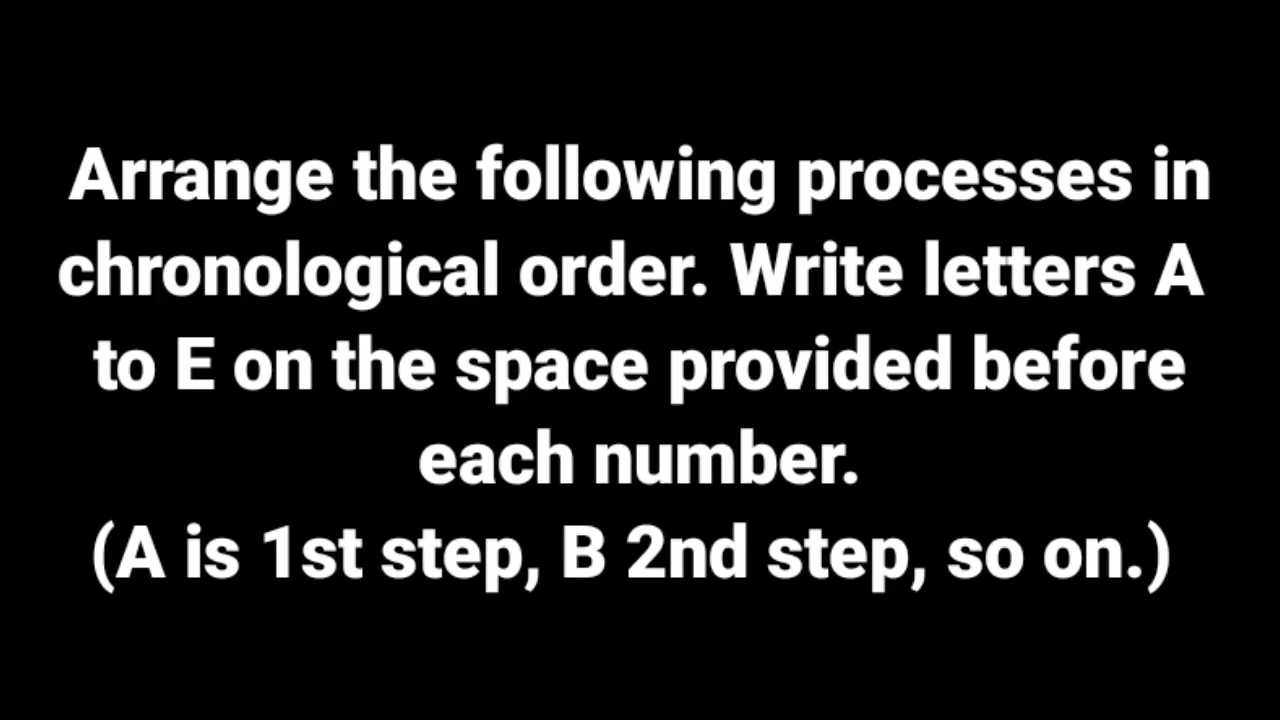 Arrange the following processes in
chronological order. Write letters A
to E on the space provided before
each number.
(A is 1st step, B 2nd step, so on.)